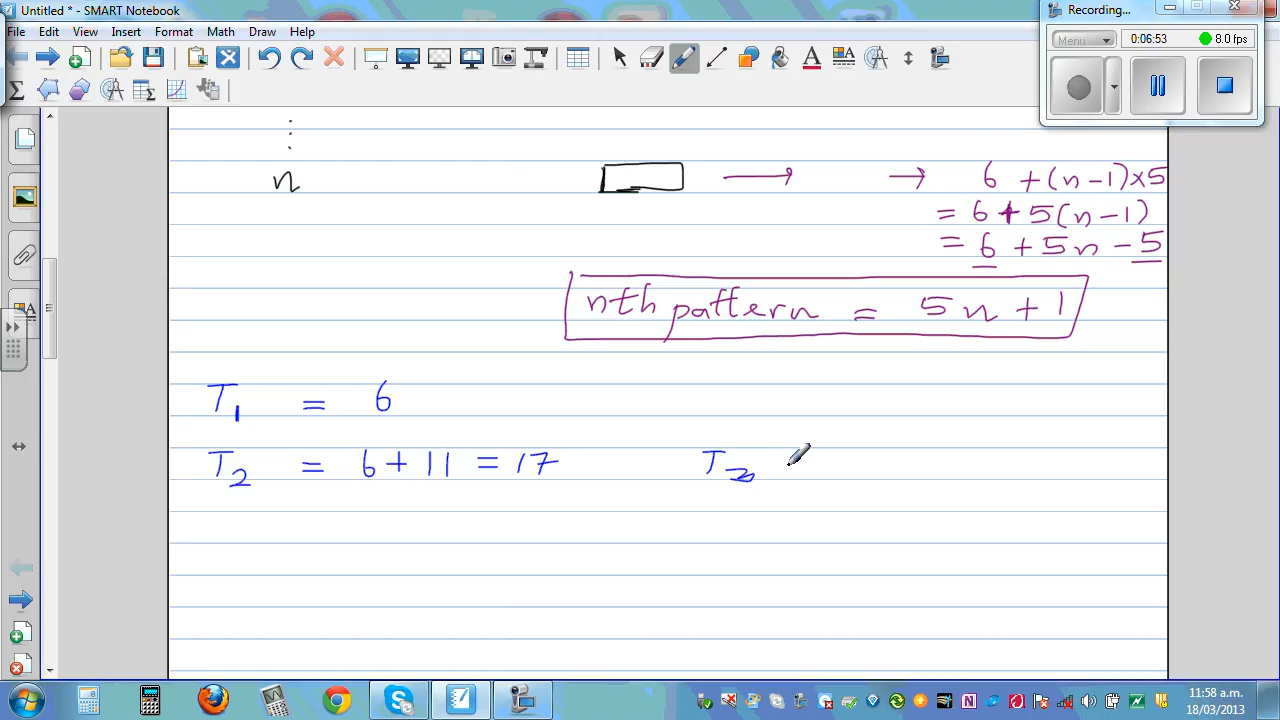 Untitled * - SMART Notebook
Recording...
File Edit View Insert Format Math Draw Help
Menu 0:06:53 8.0 fps
n → → 6 +(n-1)×5
= 6 + 5(n-1)
= 6 + 5n - 5
nth pattern = 5n + 1
T1 = 6
T2 = 6 + 11 = 17 T2
11:58 a.m.
18/03/2013